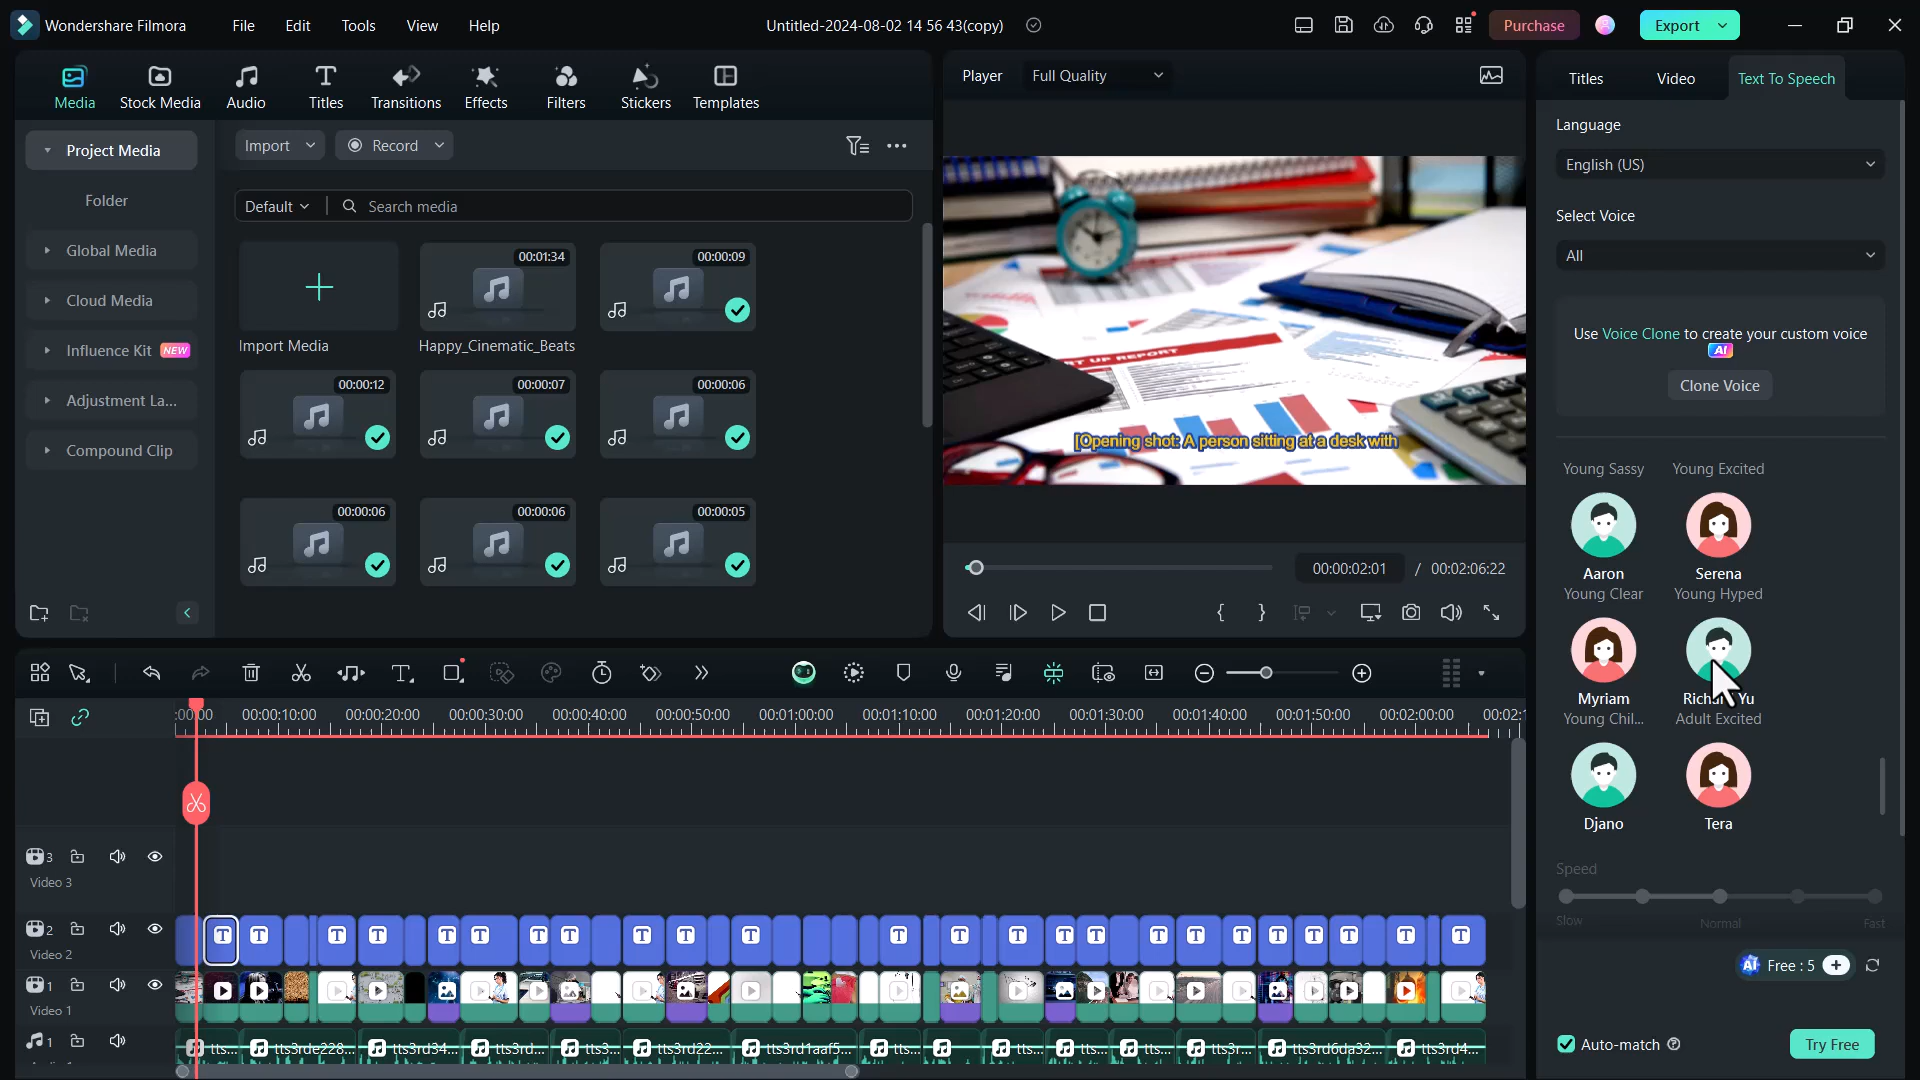 Wondershare Filmora File Edit Tools View Help Untitled-2024-08-02 14 56 43(copy) Purchase Export
Media Stock Media Audio Titles Transitions Effects Filters Stickers Templates
Player Full Quality
Titles Video Text To Speech
Project Media
Folder
Global Media
Cloud Media
Influence Kit NEW
Adjustment La...
Compound Clip
Import Record
Default Search media
00:01:34 00:00:09
Import Media Happy_Cinematic_Beats
00:00:12 00:00:07 00:00:06
00:00:06 00:00:06 00:00:05
UP REPORT
[Opening shot: A person sitting at a desk with
00:00:02:01 / 00:02:06:22
Language
English (US)
Select Voice
All
Use Voice Clone to create your custom voice
AI
Clone Voice
Young Sassy Young Excited
Aaron Serena
Young Clear Young Hyped
Myriam Yu
Young Chil... Adult Excited
Djano Tera
Speed
Slow Normal Fast
AI Free : 5
Auto-match Try Free
:00:00 00:00:10:00 00:00:20:00 00:00:30:00 00:00:40:00 00:00:50:00 00:01:00:00 00:01:10:00 00:01:20:00 00:01:30:00 00:01:40:00 00:01:50:00 00:02:00:00 00:02:1
3
Video 3
2 T T T T T T T T T T T T T T T T T T T T T T T T
Video 2
1
Video 1
1 tts... tts3rde228... tts3rd34... tts3rd... tts3... tts3rd22... tts3rd1aaf5... tts... tts... tts... tts... tts3r... tts3rd6da32... tts3rd4...